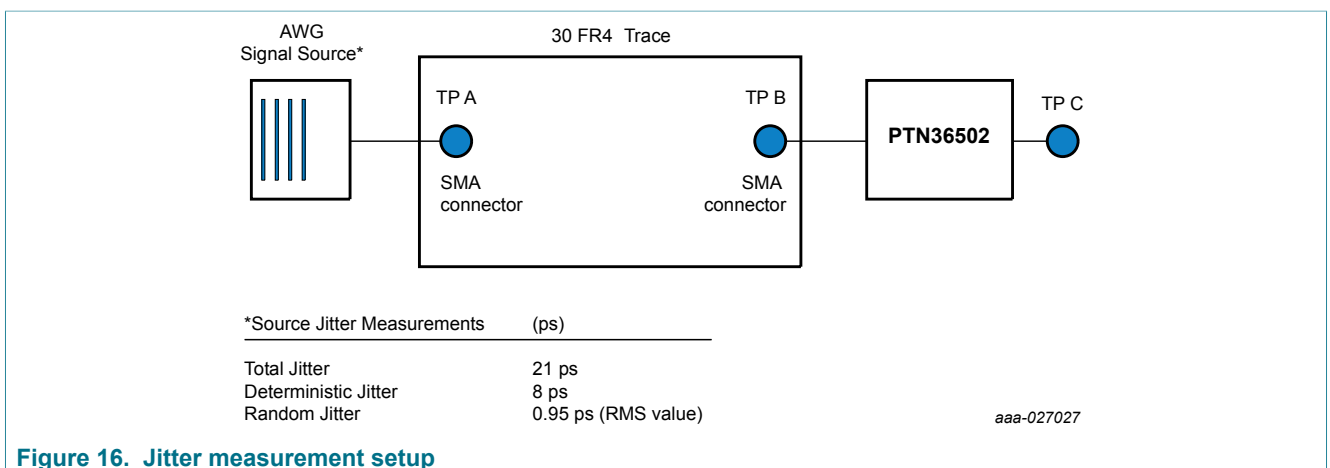 AWG
Signal Source*
30 FR4 Trace
TP A
TP B
TP C
PTN36502
SMA
connector
SMA
connector
*Source Jitter Measurements (ps)
Total Jitter 21 ps
Deterministic Jitter 8 ps
Random Jitter 0.95 ps (RMS value)
aaa-027027
Figure 16. Jitter measurement setup